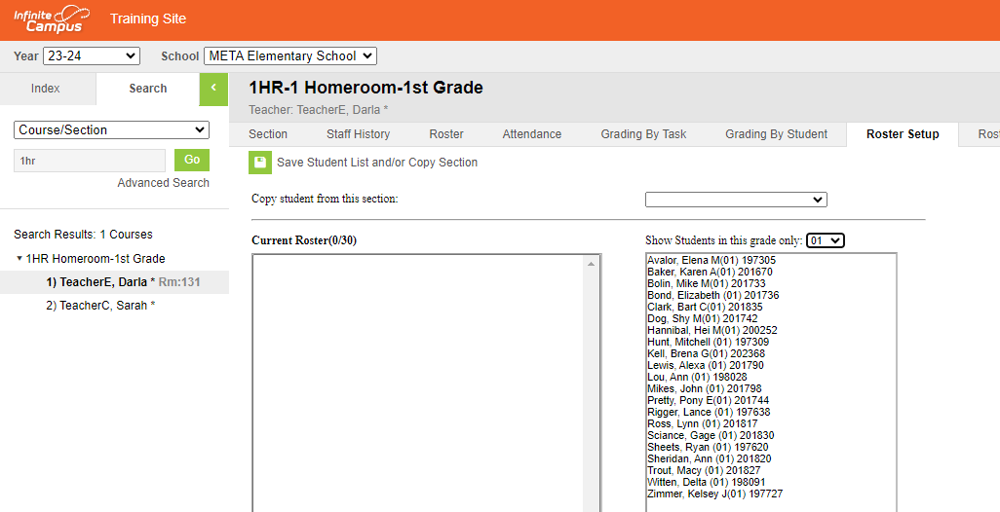 Infinite Campus Training Site
Year 23-24 School META Elementary School
Index Search
Course/Section
1hr Go
Advanced Search
Search Results: 1 Courses
1HR Homeroom-1st Grade
1) TeacherE, Darla * Rm:131
2) TeacherC, Sarah *
1HR-1 Homeroom-1st Grade
Teacher: TeacherE, Darla *
Section Staff History Roster Attendance Grading By Task Grading By Student Roster Setup Ros
Save Student List and/or Copy Section
Copy student from this section:
Current Roster(0/30)
Show Students in this grade only: 01
Avalor, Elena M(01) 197305
Baker, Karen A(01) 201670
Bolin, Mike M(01) 201733
Bond, Elizabeth (01) 201736
Clark, Bart C(01) 201835
Dog, Shy M(01) 201742
Hannibal, Hei M(01) 200252
Hunt, Mitchell (01) 197309
Kell, Brena G(01) 202368
Lewis, Alexa (01) 201790
Lou, Ann (01) 198028
Mikes, John (01) 201798
Pretty, Pony E(01) 201744
Rigger, Lance (01) 197638
Ross, Lynn (01) 201817
Sciance, Gage (01) 201830
Sheets, Ryan (01) 197620
Sheridan, Ann (01) 201820
Trout, Macy (01) 201827
Witten, Delta (01) 198091
Zimmer, Kelsey J(01) 197727